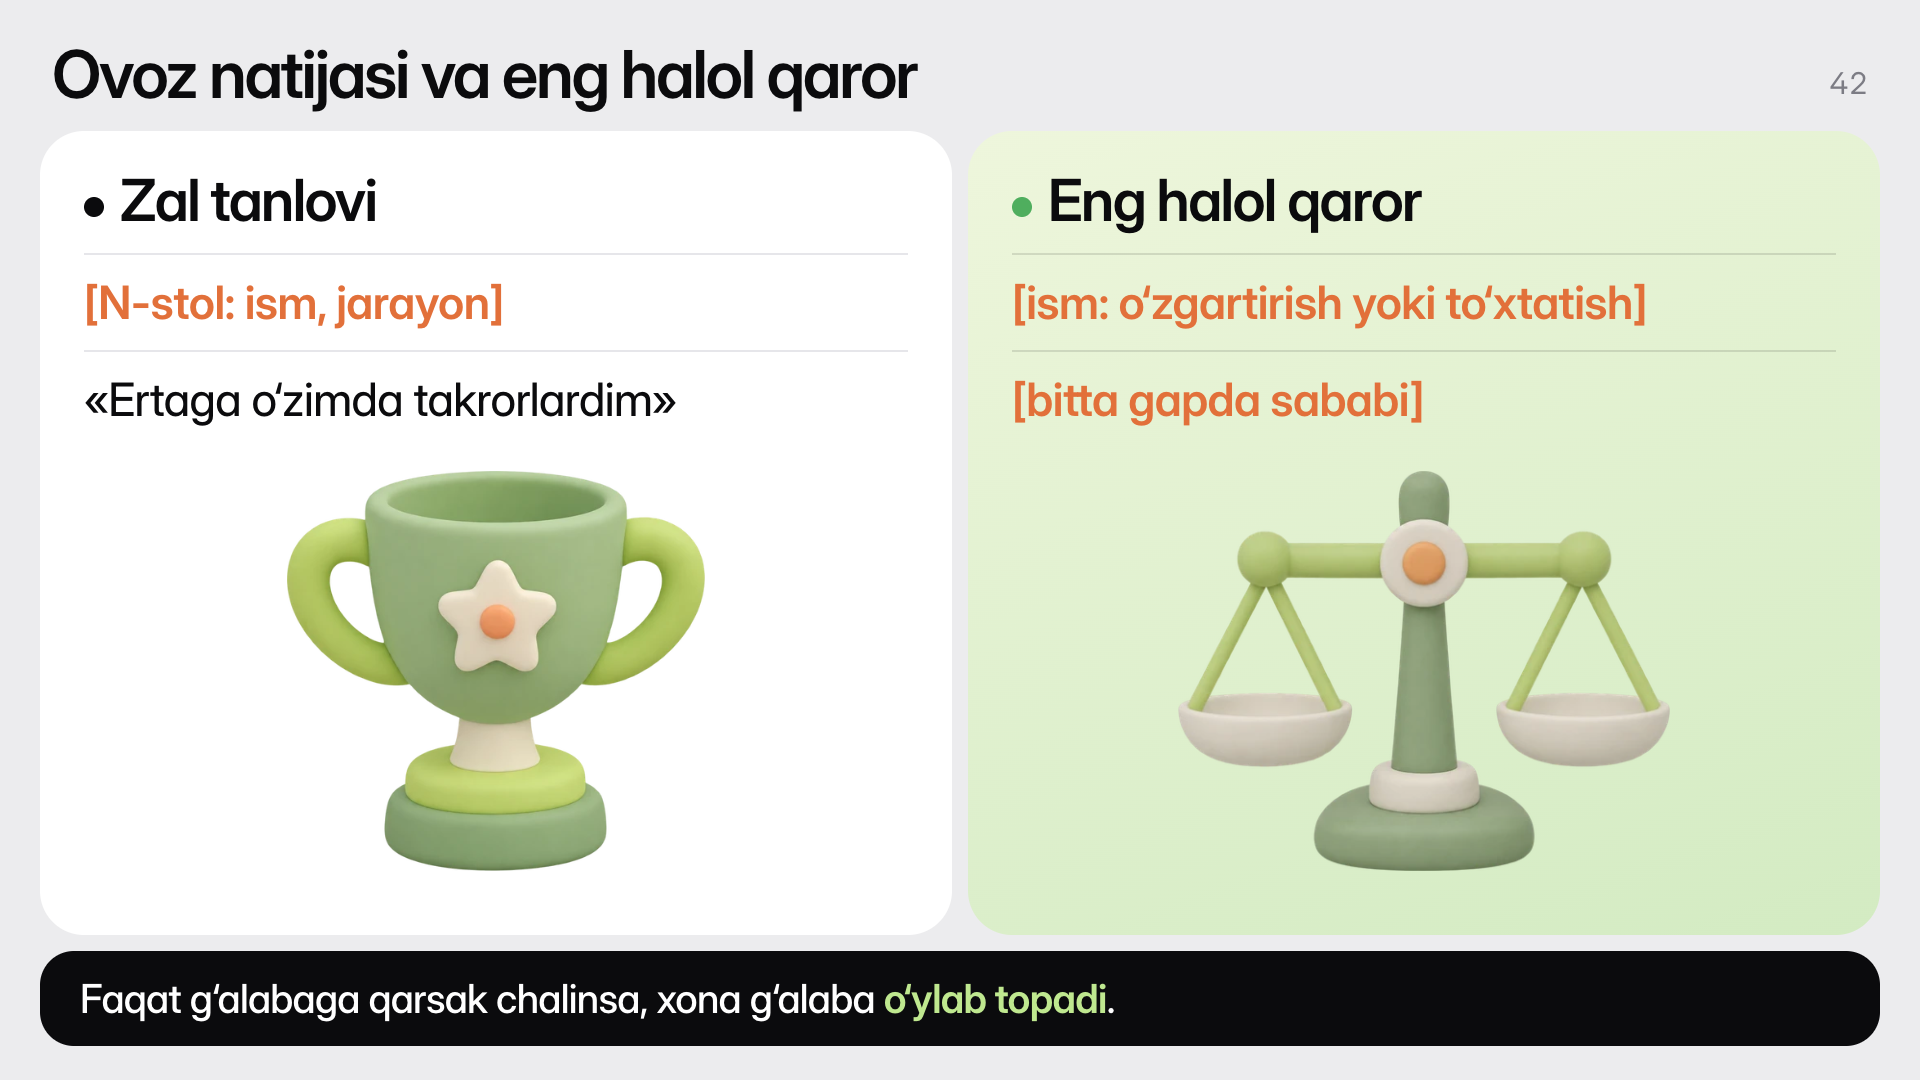 Ovoz natijasi va eng halol qaror
42
• Zal tanlovi
[N-stol: ism, jarayon]
«Ertaga oʻzimda takrorlardim»
• Eng halol qaror
[ism: oʻzgartirish yoki toʻxtatish]
[bitta gapda sababi]
Faqat gʻalabaga qarsak chalinsa, xona gʻalaba oʻylab topadi.